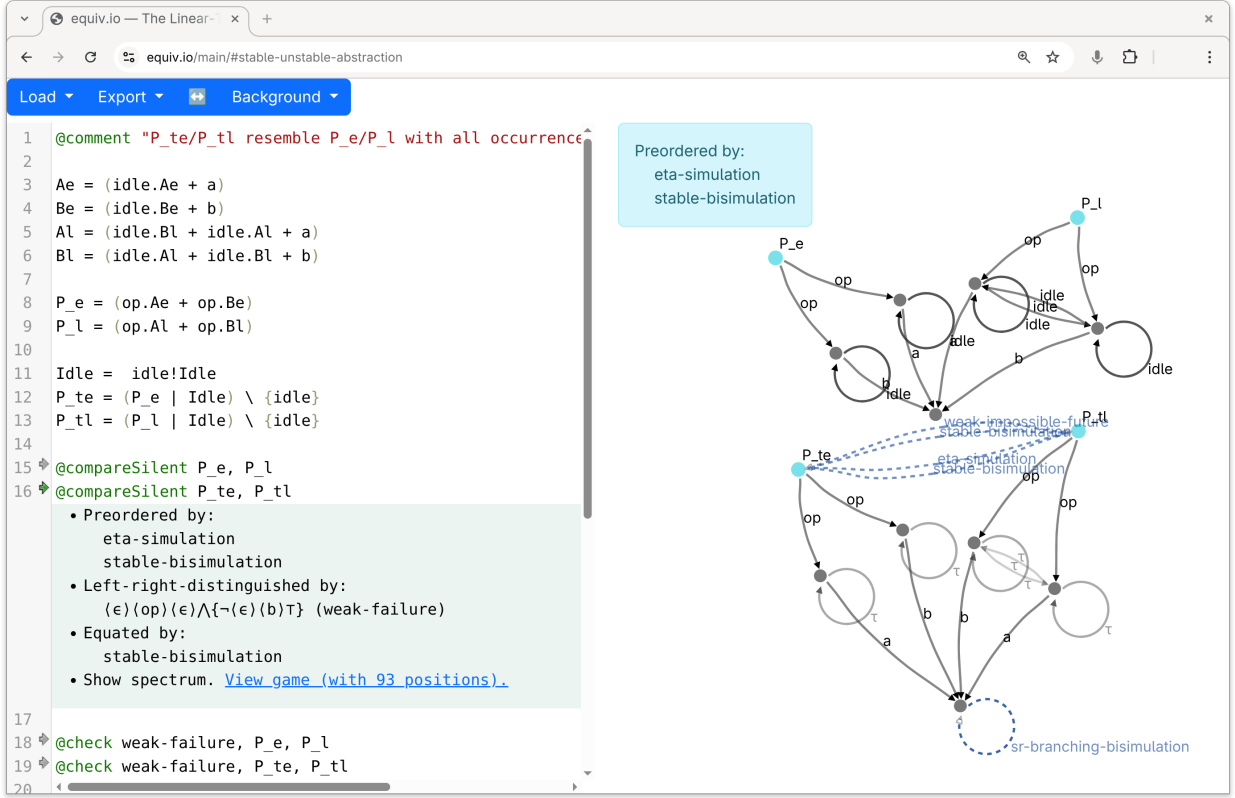 equiv.io — The Linear-
equiv.io/main/#stable-unstable-abstraction
Load Export Background
1 @comment "P_te/P_tl resemble P_e/P_l with all occurrence
2
3 Ae = (idle.Ae + a)
4 Be = (idle.Be + b)
5 Al = (idle.Bl + idle.Al + a)
6 Bl = (idle.Al + idle.Bl + b)
7
8 P_e = (op.Ae + op.Be)
9 P_l = (op.Al + op.Bl)
10
11 Idle =  idle!Idle
12 P_te = (P_e | Idle) \ {idle}
13 P_tl = (P_l | Idle) \ {idle}
14
15 @compareSilent P_e, P_l
16 @compareSilent P_te, P_tl
• Preordered by:
eta-simulation
stable-bisimulation
• Left-right-distinguished by:
⟨ϵ⟩⟨op⟩⟨ϵ⟩⋀{¬⟨ϵ⟩⟨b⟩⊤} (weak-failure)
• Equated by:
stable-bisimulation
• Show spectrum. View game (with 93 positions).
17
18 @check weak-failure, P_e, P_l
19 @check weak-failure, P_te, P_tl
20
Preordered by:
eta-simulation
stable-bisimulation
P_l
P_e
op
op
op
op
idle
idle
idle
a
a
idle
b
idle
b
idle
P_tl
weak-impossible-future
stable-bisimulation
P_te
eta-simulation
stable-bisimulation
op
op
op
op
τ
τ
τ
τ
τ
τ
b
b
a
a
sr-branching-bisimulation